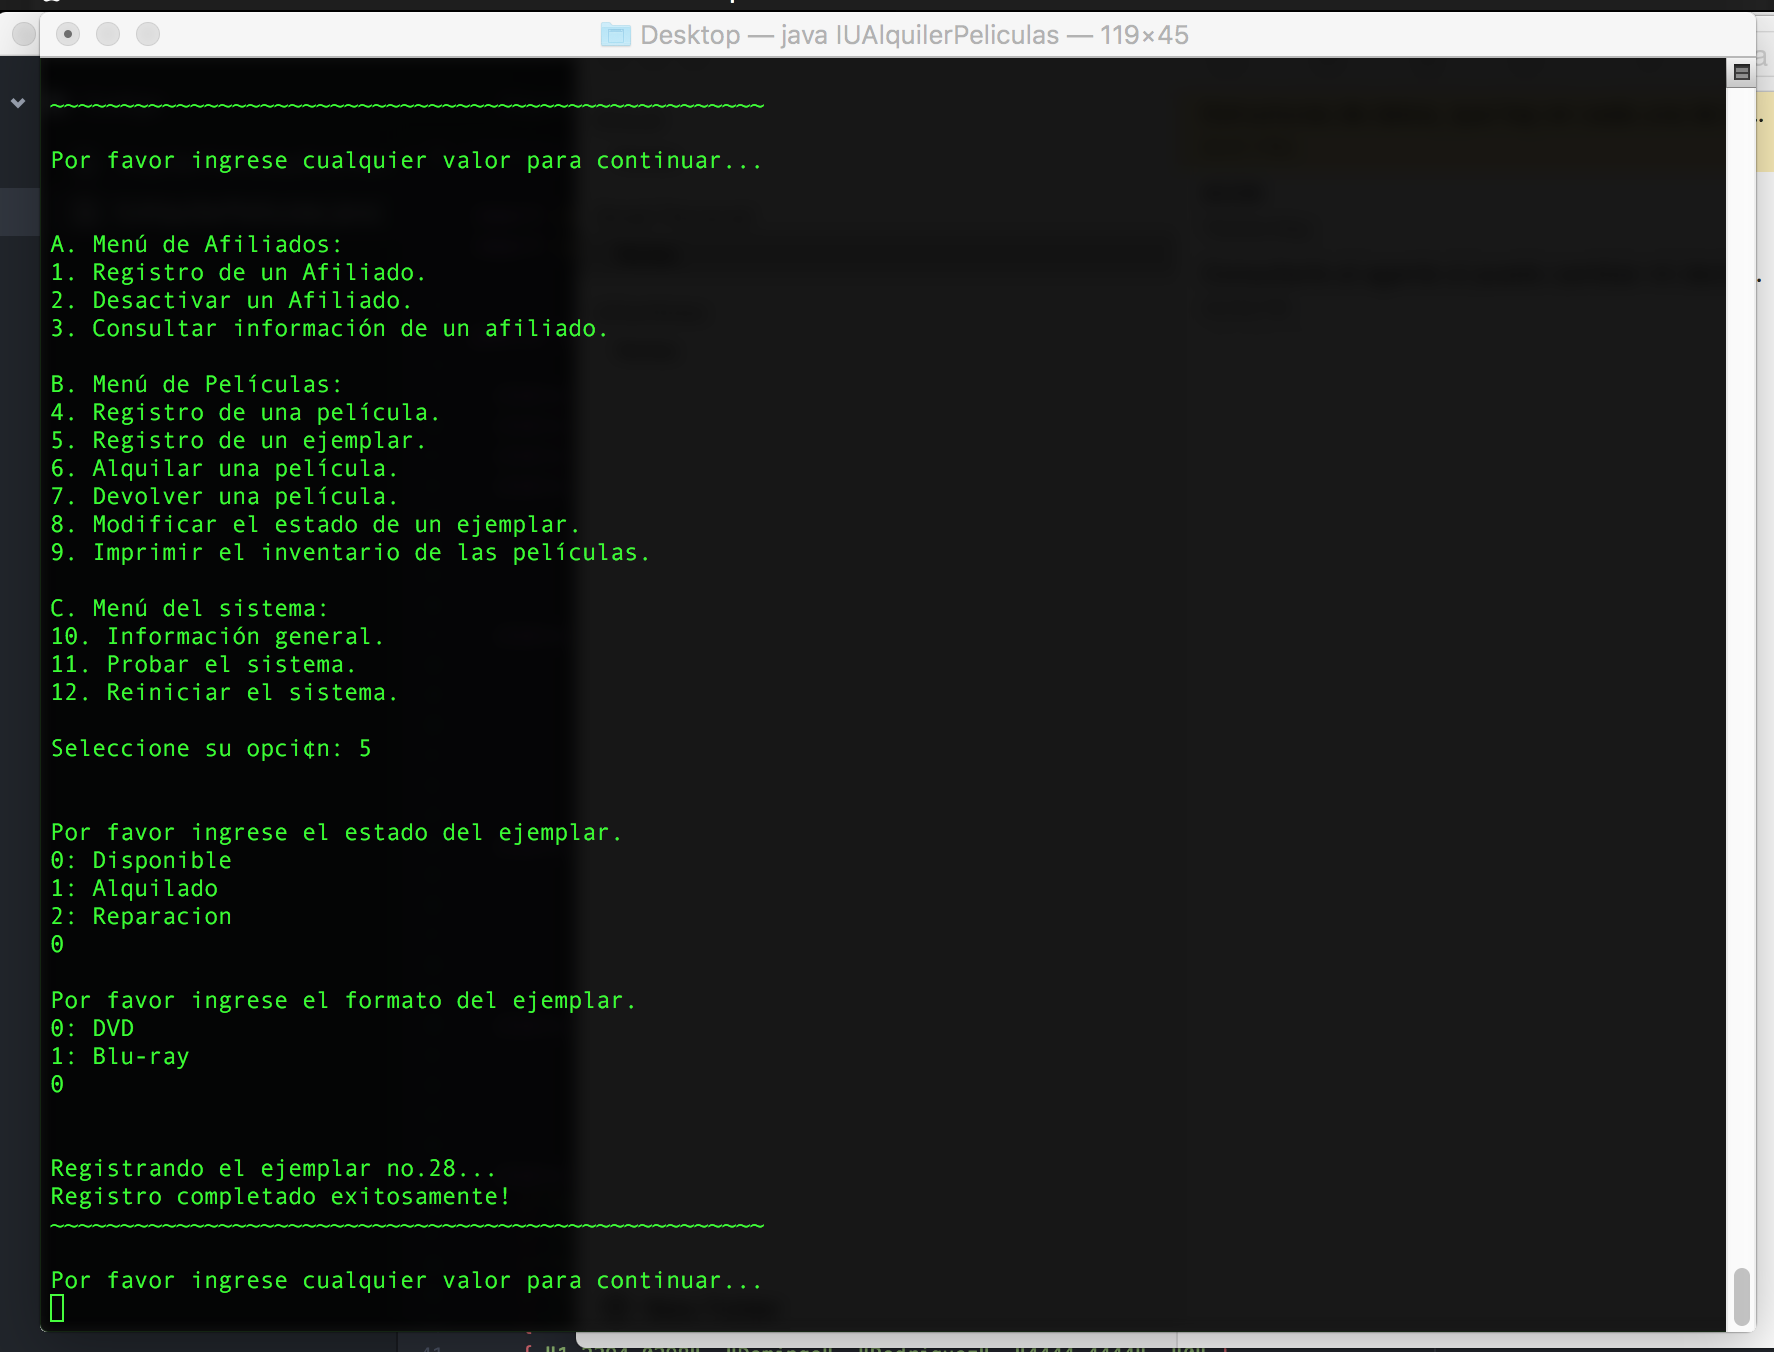 Desktop — java IUAlquilerPeliculas — 119×45
~~~~~~~~~~~~~~~~~~~~~~~~~~~~~~~~~~~~~~~~~~~~~~~~~~~
Por favor ingrese cualquier valor para continuar...
A. Menú de Afiliados:
1. Registro de un Afiliado.
2. Desactivar un Afiliado.
3. Consultar información de un afiliado.
B. Menú de Películas:
4. Registro de una película.
5. Registro de un ejemplar.
6. Alquilar una película.
7. Devolver una película.
8. Modificar el estado de un ejemplar.
9. Imprimir el inventario de las películas.
C. Menú del sistema:
10. Información general.
11. Probar el sistema.
12. Reiniciar el sistema.
Seleccione su opci¢n: 5
Por favor ingrese el estado del ejemplar.
0: Disponible
1: Alquilado
2: Reparacion
0
Por favor ingrese el formato del ejemplar.
0: DVD
1: Blu-ray
0
Registrando el ejemplar no.28...
Registro completado exitosamente!
~~~~~~~~~~~~~~~~~~~~~~~~~~~~~~~~~~~~~~~~~~~~~~~~~~~
Por favor ingrese cualquier valor para continuar...